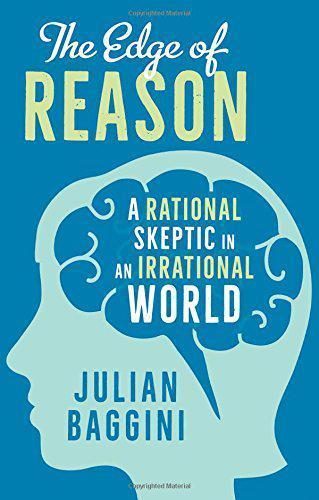 The Edge of
REASON
A RATIONAL
SKEPTIC IN
AN IRRATIONAL
WORLD
JULIAN
BAGGINI